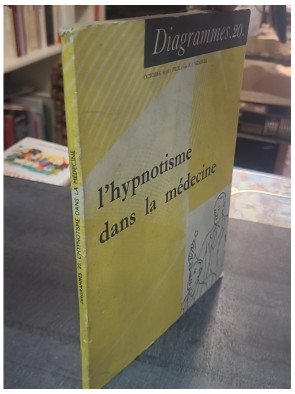 Diagrammes.20.
l'hypnotisme
dans la médecine
DIAGRAMMES 20. L'HYPNOTISME DANS LA MÉDECINE